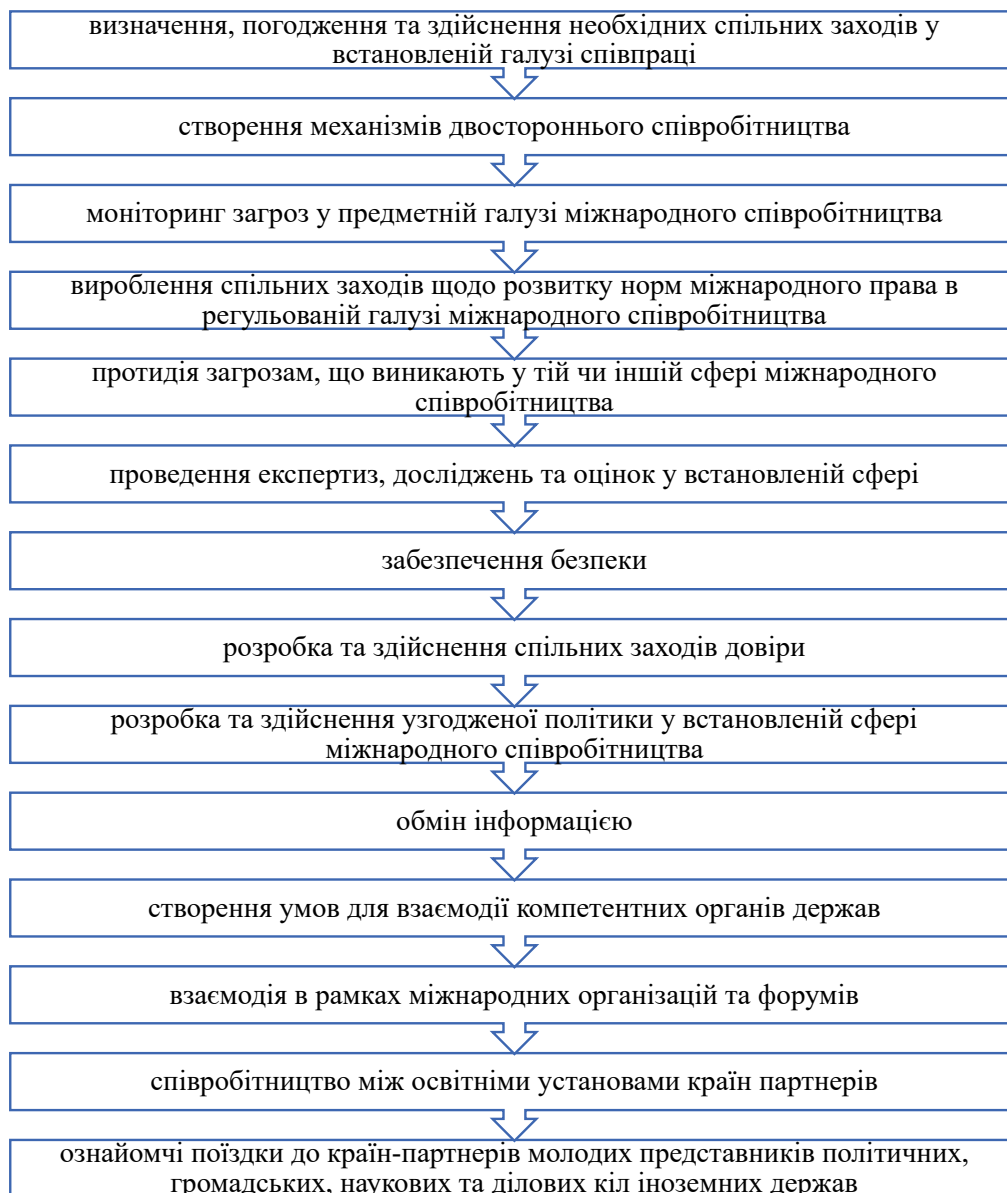 визначення, погодження та здійснення необхідних спільних заходів у
встановленій галузі співпраці
створення механізмів двостороннього співробітництва
моніторинг загроз у предметній галузі міжнародного співробітництва
вироблення спільних заходів щодо розвитку норм міжнародного права в
регульованій галузі міжнародного співробітництва
протидія загрозам, що виникають у тій чи іншій сфері міжнародного
співробітництва
проведення експертиз, досліджень та оцінок у встановленій сфері
забезпечення безпеки
розробка та здійснення спільних заходів довіри
розробка та здійснення узгодженої політики у встановленій сфері
міжнародного співробітництва
обмін інформацією
створення умов для взаємодії компетентних органів держав
взаємодія в рамках міжнародних організацій та форумів
співробітництво між освітніми установами країн партнерів
ознайомчі поїздки до країн-партнерів молодих представників політичних,
громадських, наукових та ділових кіл іноземних держав